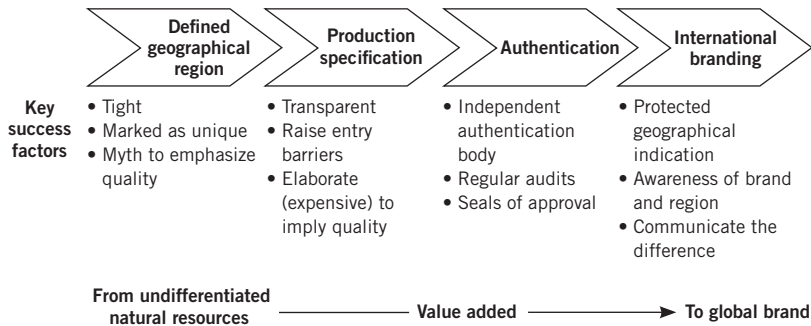 Defined
geographical
region
Production
specification
Authentication
International
branding
Key
success
factors
• Tight
• Marked as unique
• Myth to emphasize
quality
• Transparent
• Raise entry
barriers
• Elaborate
(expensive) to
imply quality
• Independent
authentication
body
• Regular audits
• Seals of approval
• Protected
geographical
indication
• Awareness of brand
and region
• Communicate the
difference
From undifferentiated
natural resources
Value added
To global brand